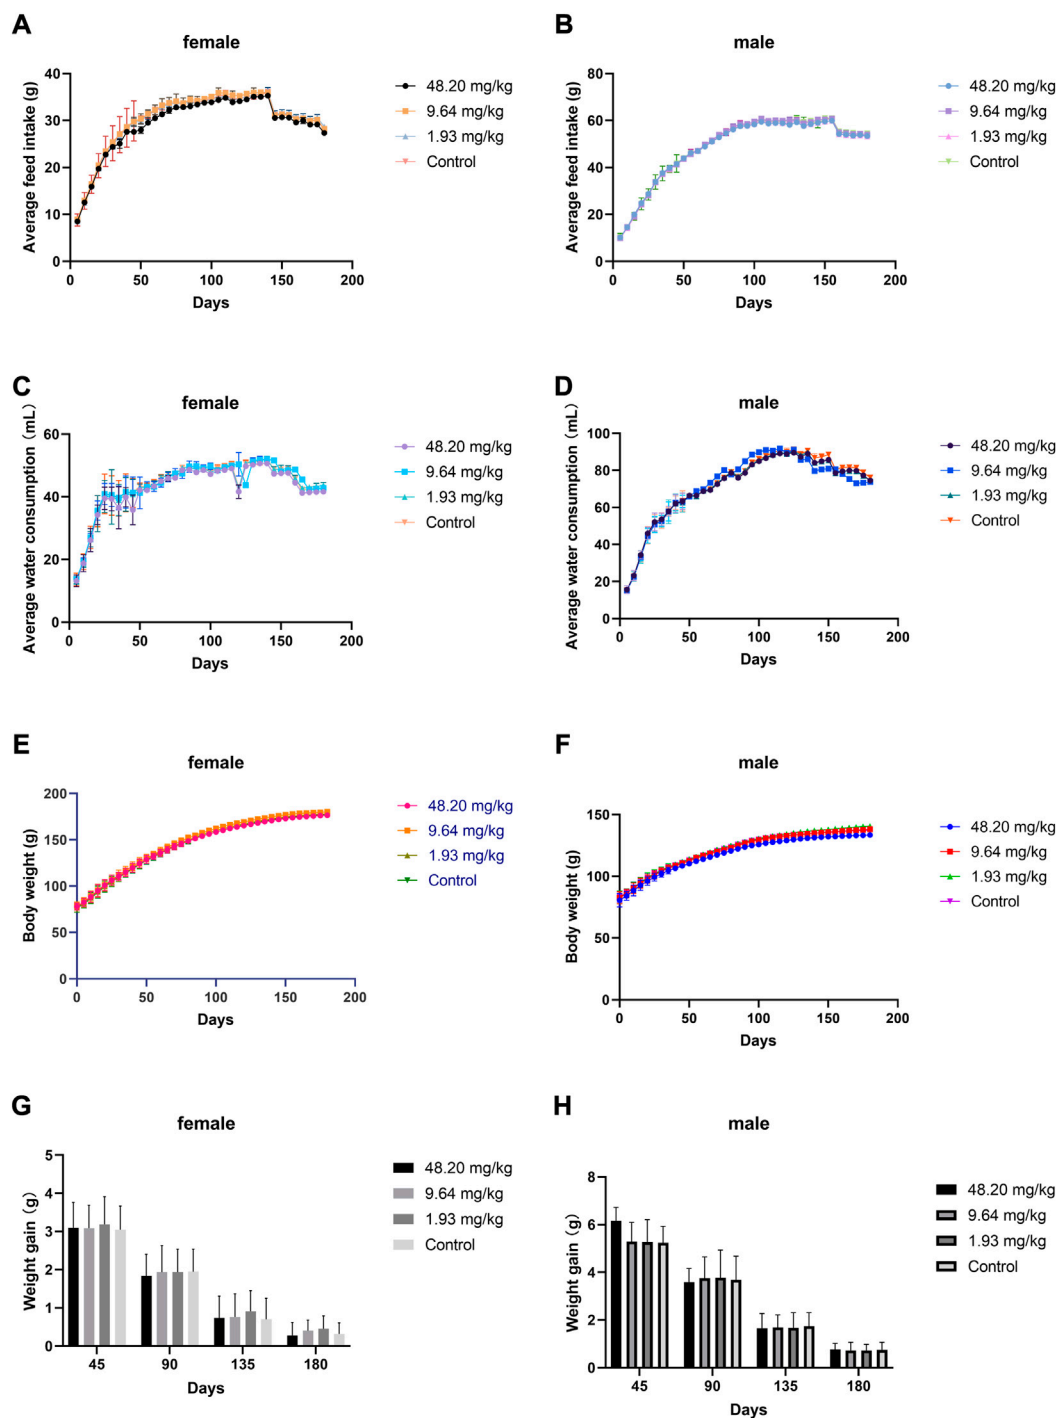 A
female
Average feed intake (g)
40
30
20
10
0
0 50 100 150 200
Days
48.20 mg/kg
9.64 mg/kg
1.93 mg/kg
Control
B
male
Average feed intake (g)
80
60
40
20
0
0 50 100 150 200
Days
48.20 mg/kg
9.64 mg/kg
1.93 mg/kg
Control
C
female
Average water consumption（mL）
60
40
20
0
0 50 100 150 200
Days
48.20 mg/kg
9.64 mg/kg
1.93 mg/kg
Control
D
male
Average water consumption（mL）
100
80
60
40
20
0
0 50 100 150 200
Days
48.20 mg/kg
9.64 mg/kg
1.93 mg/kg
Control
E
female
Body weight (g)
200
150
100
50
0
0 50 100 150 200
Days
48.20 mg/kg
9.64 mg/kg
1.93 mg/kg
Control
F
male
Body weight (g)
150
100
50
0
0 50 100 150 200
Days
48.20 mg/kg
9.64 mg/kg
1.93 mg/kg
Control
G
female
Weight gain（g）
5
4
3
2
1
0
45 90 135 180
Days
48.20 mg/kg
9.64 mg/kg
1.93 mg/kg
Control
H
male
Weight gain（g）
8
6
4
2
0
45 90 135 180
Days
48.20 mg/kg
9.64 mg/kg
1.93 mg/kg
Control